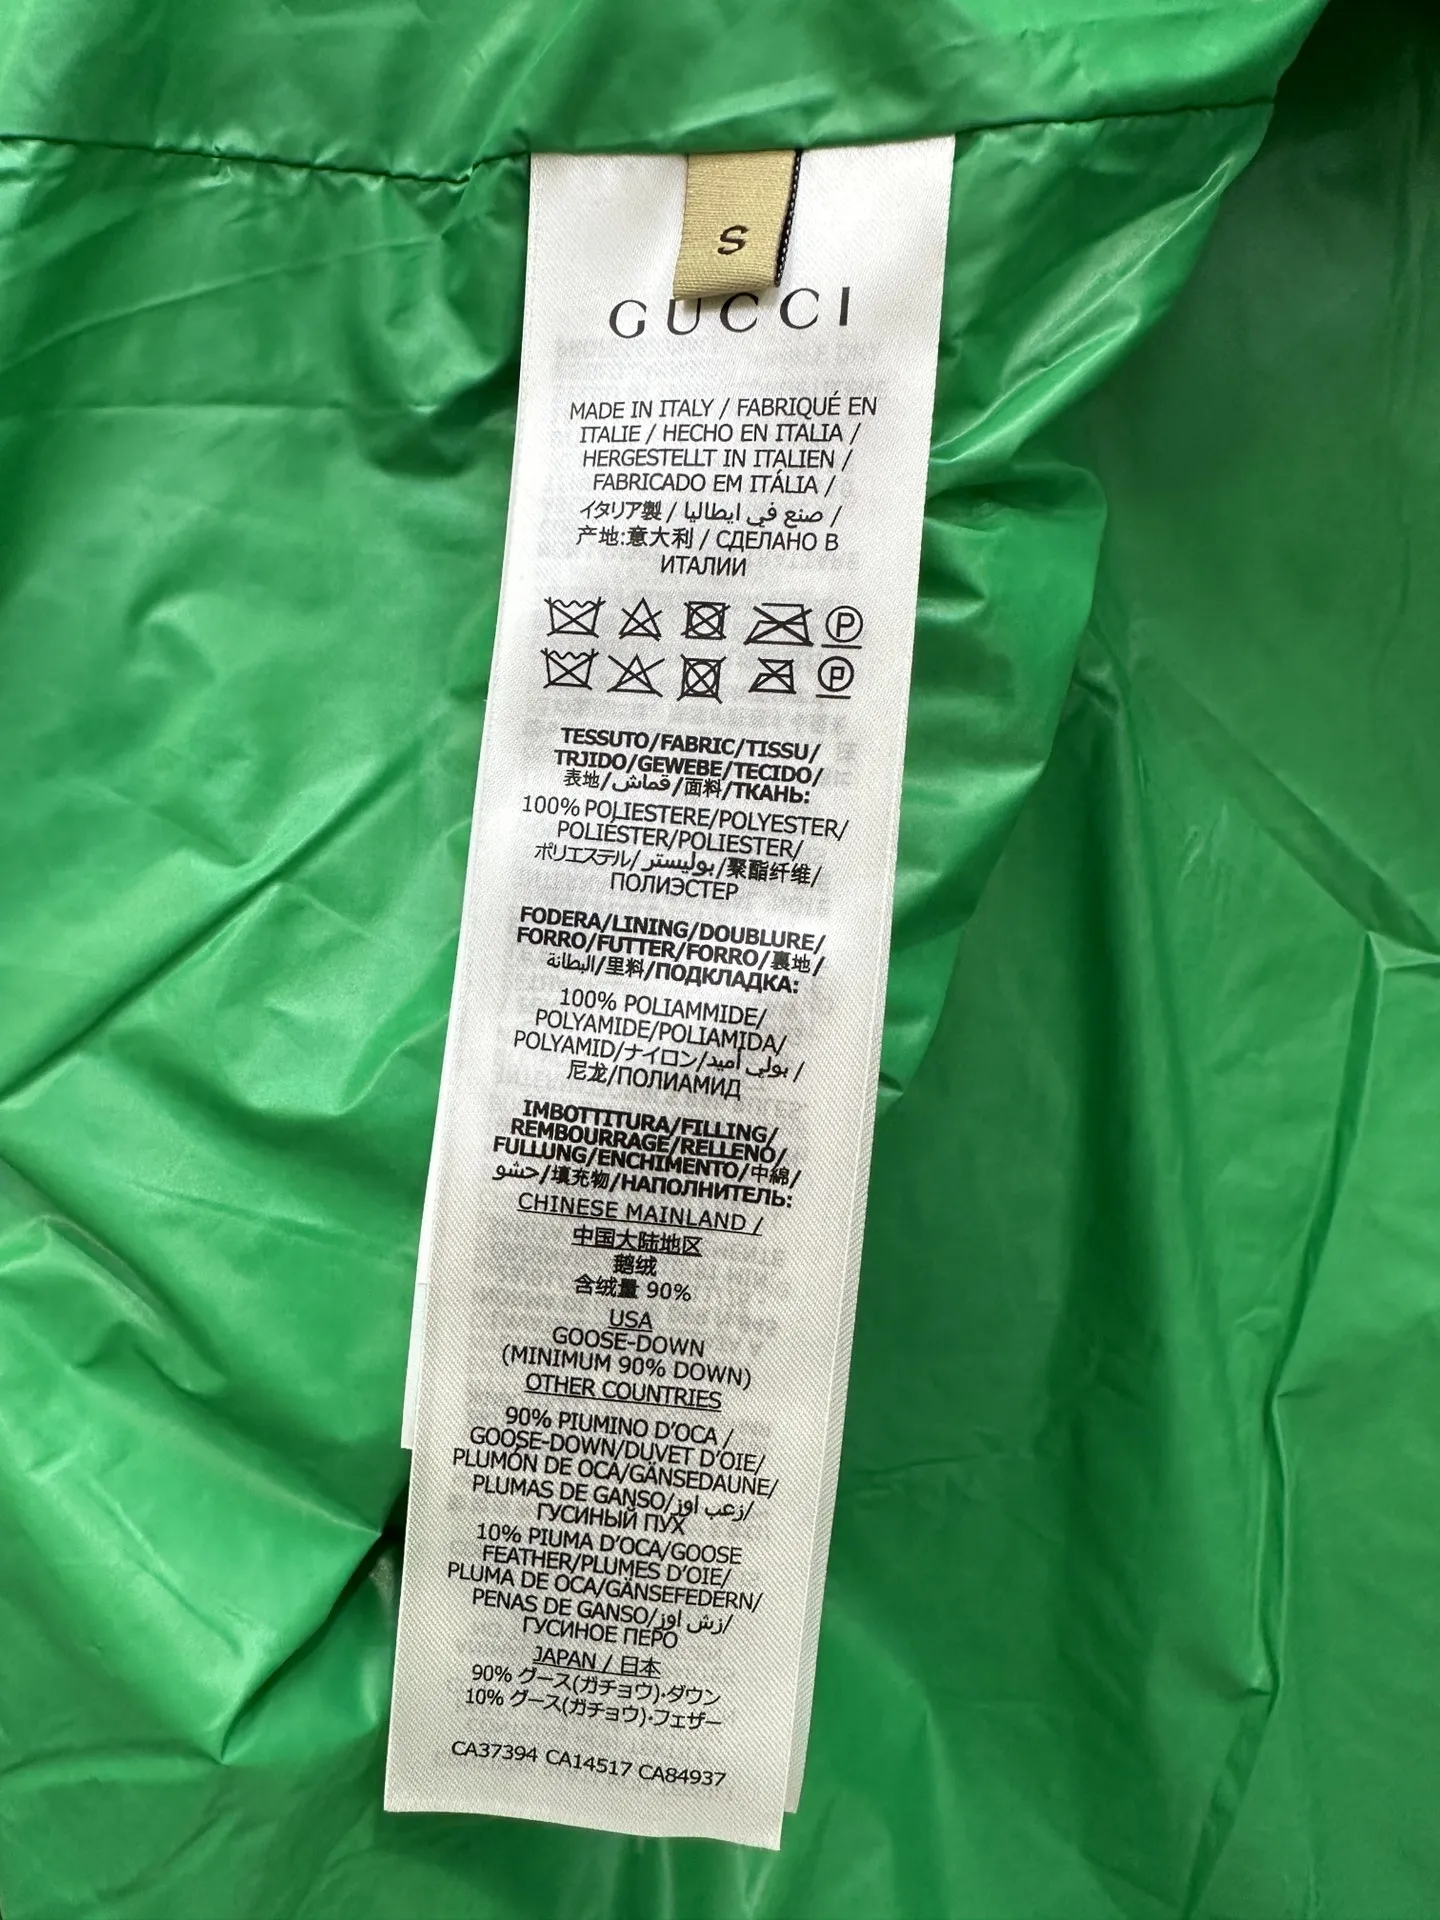 S
GUCCI
MADE IN ITALY / FABRIQUÉ EN
ITALIE / HECHO EN ITALIA /
HERGESTELLT IN ITALIEN /
FABRICADO EM ITÁLIA /
イタリア製 / صنع في ايطاليا /
产地:意大利 / СДЕЛАНО В
ИТАЛИИ
P
P
TESSUTO/FABRIC/TISSU/
TRJIDO/GEWEBE/TECIDO/
表地/قماش/面料/ТКАНЬ:
100% POLIESTERE/POLYESTER/
POLIÉSTER/POLIESTER/
ポリエステル/بوليستر/聚酯纤维/
ПОЛИЭСТЕР
FODERA/LINING/DOUBLURE/
FORRO/FUTTER/FORRO/裏地/
البطانة/里料/ПОДКЛАДКА:
100% POLIAMMIDE/
POLYAMIDE/POLIAMIDA/
POLYAMID/ナイロン/بولي أميد/
尼龙/ПОЛИАМИД
IMBOTTITURA/FILLING/
REMBOURRAGE/RELLENO/
FULLUNG/ENCHIMENTO/中綿/
حشو/填充物/НАПОЛНИТЕЛЬ:
CHINESE MAINLAND /
中国大陆地区
鹅绒
含绒量 90%
USA
GOOSE-DOWN
(MINIMUM 90% DOWN)
OTHER COUNTRIES
90% PIUMINO D'OCA /
GOOSE-DOWN/DUVET D'OIE/
PLUMÓN DE OCA/GÄNSEDAUNE/
PLUMAS DE GANSO/زعب اوز/
ГУСИНЫЙ ПУХ
10% PIUMA D'OCA/GOOSE
FEATHER/PLUMES D'OIE/
PLUMA DE OCA/GÄNSEFEDERN/
PENAS DE GANSO/زش اوز/
ГУСИНОЕ ПЕРО
JAPAN / 日本
90% グース(ガチョウ)・ダウン
10% グース(ガチョウ)・フェザー
CA37394 CA14517 CA84937